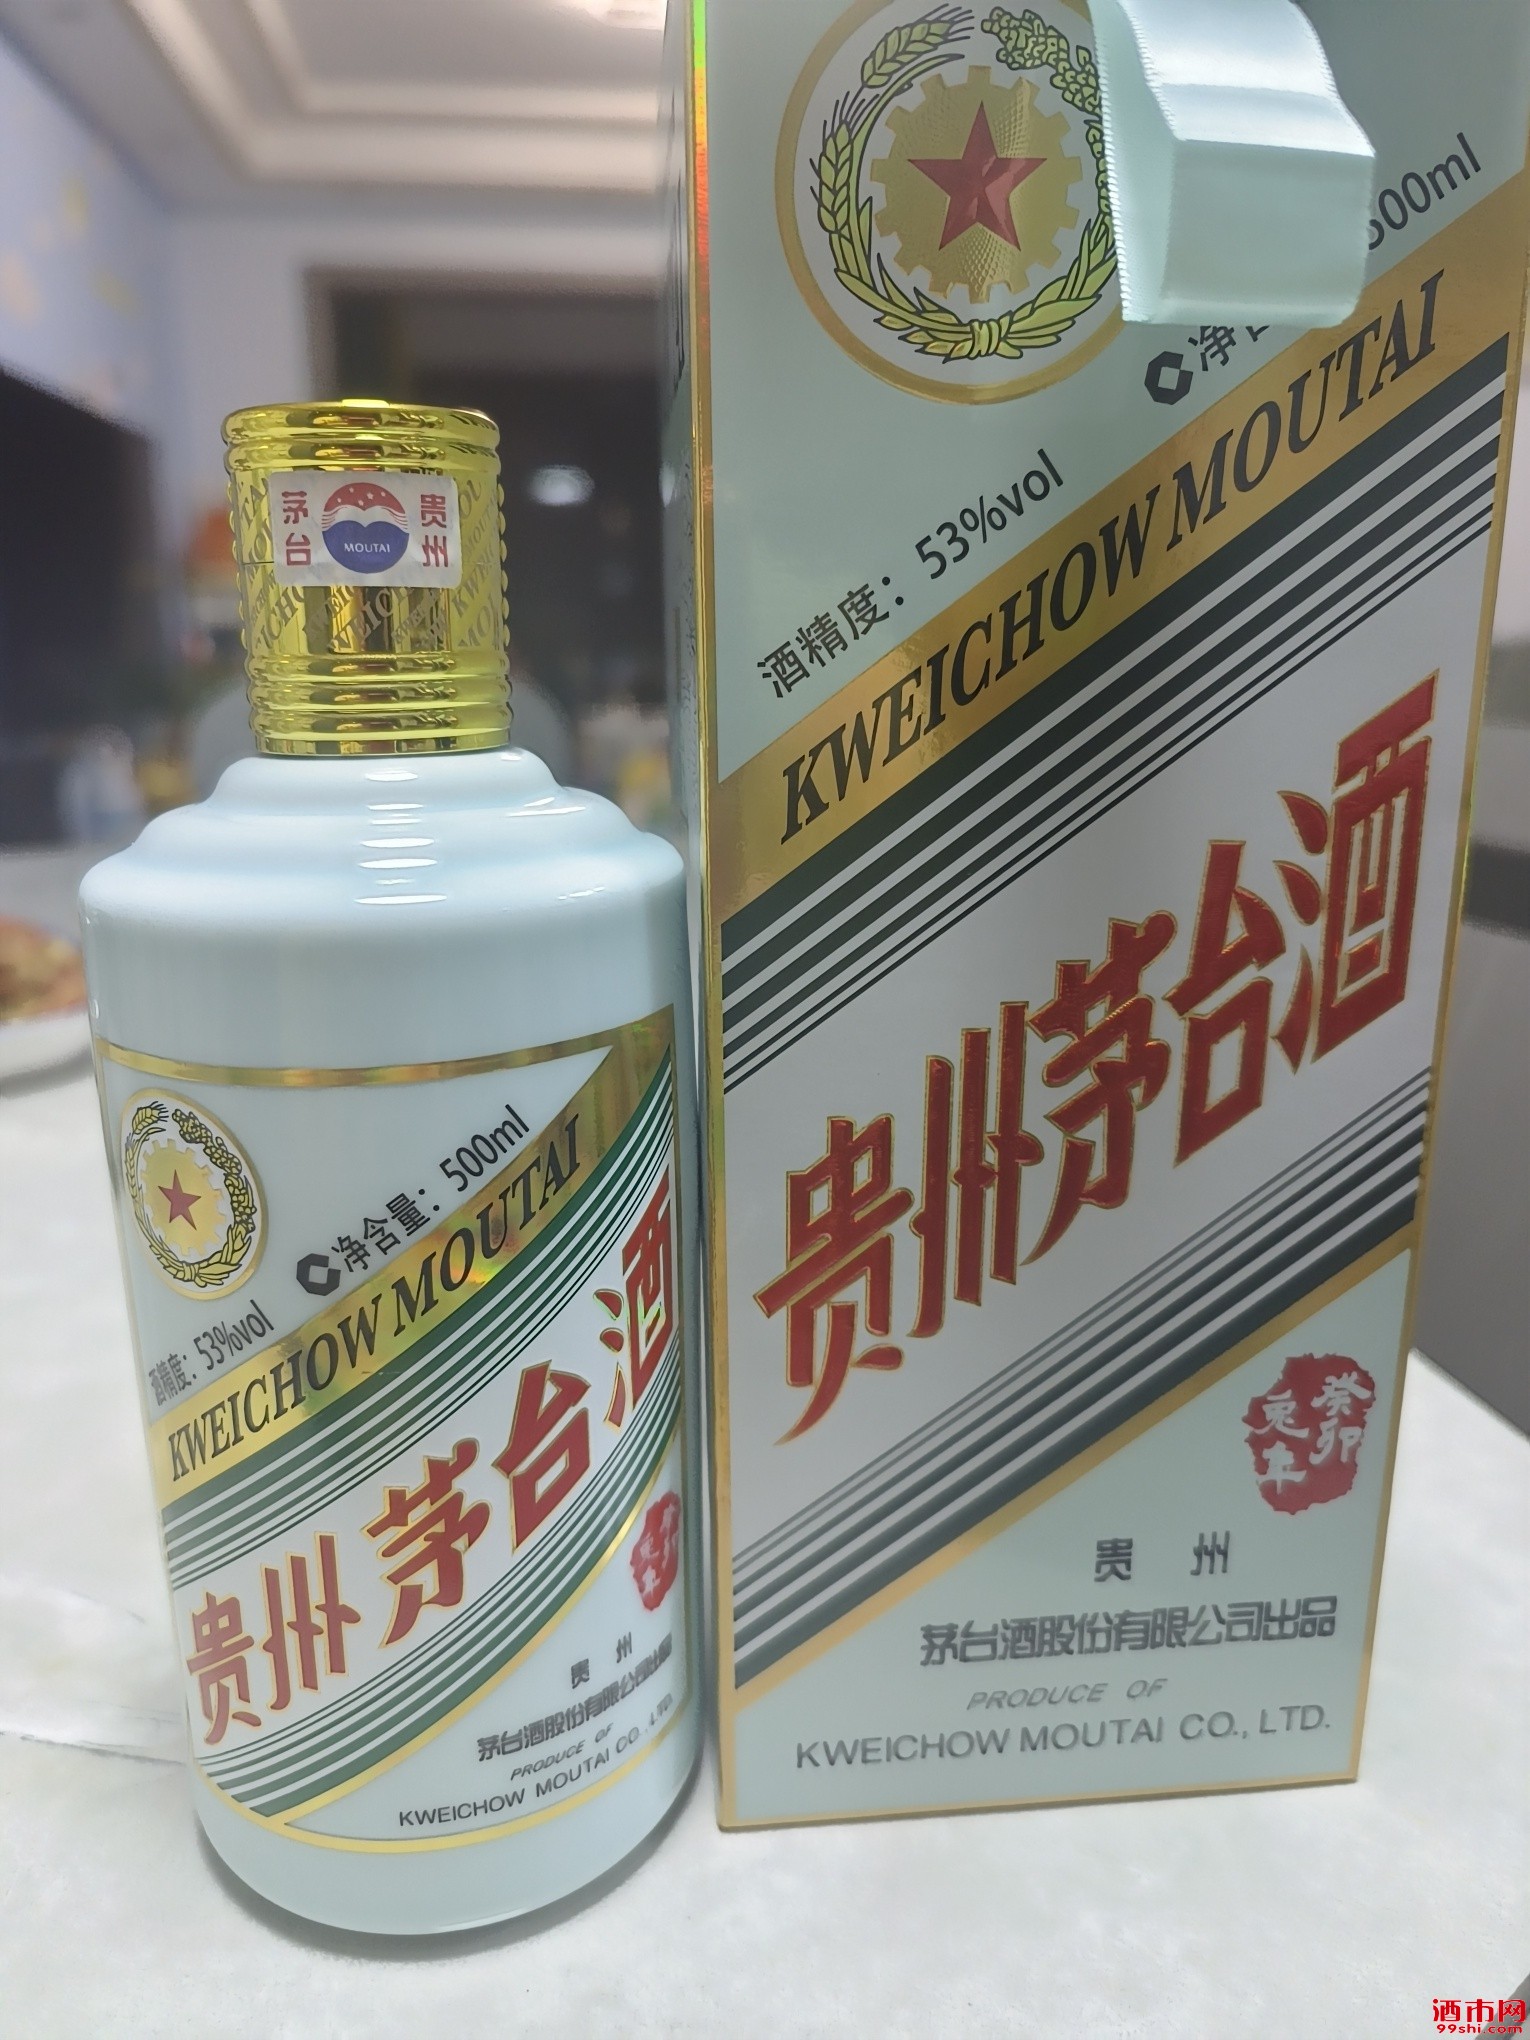 贵州
茅台
MOUTAI
酒精度：53%vol
净含量：500ml
KWEICHOW MOUTAI
贵州茅台酒
卯
兔年
贵 州
茅台酒股份有限公司出品
PRODUCE OF
KWEICHOW MOUTAI CO., LTD.
酒精度：53%vol
净
500ml
KWEICHOW MOUTAI
贵州茅台酒
癸卯
兔年
贵 州
茅台酒股份有限公司出品
PRODUCE OF
KWEICHOW MOUTAI CO., LTD.
酒市网
99shi.com